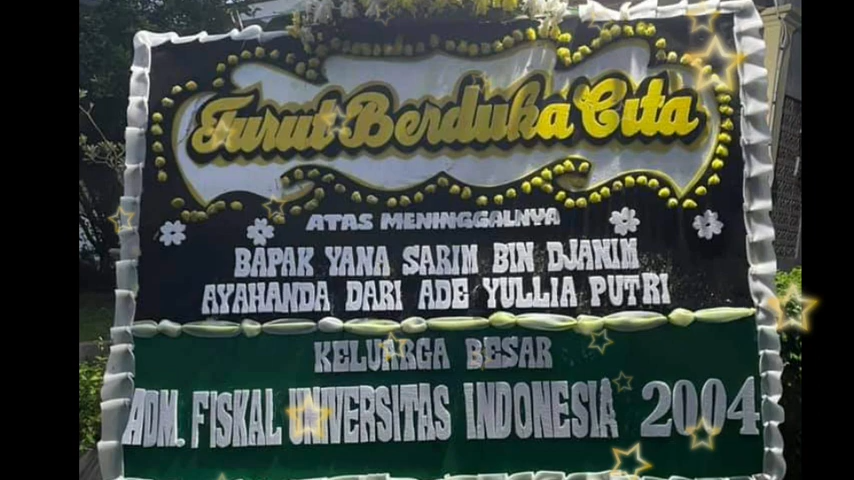 Turut Berduka Cita
ATAS MENINGGALNYA
BAPAK YANA SARIM BIN DJANIM
AYAHANDA DARI ADE YULLIA PUTRI
KELUARGA BESAR
ADM. FISKAL UNIVERSITAS INDONESIA 2004